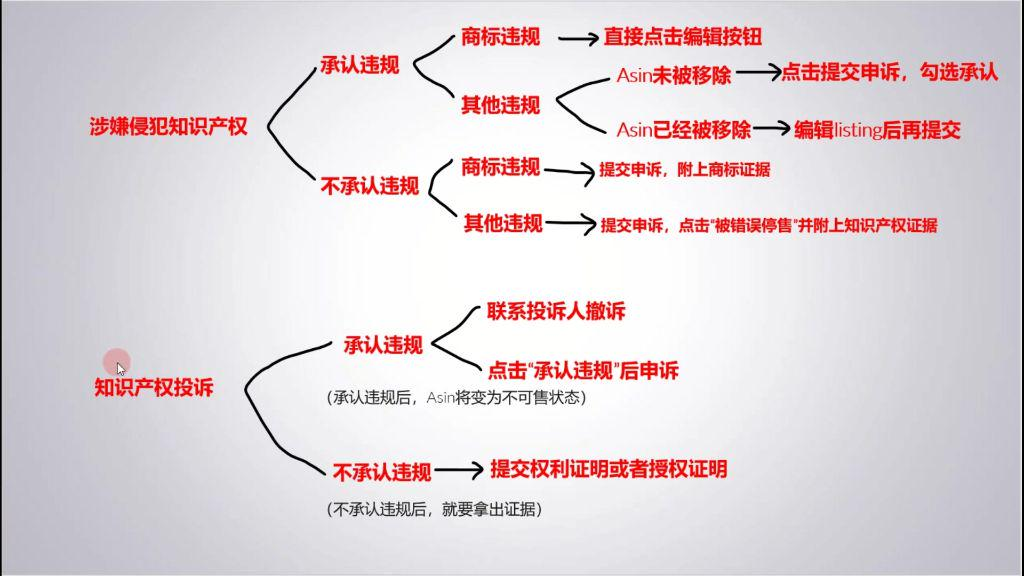 涉嫌侵犯知识产权
承认违规
商标违规
直接点击编辑按钮
其他违规
Asin未被移除
点击提交申诉，勾选承认
Asin已经被移除
编辑listing后再提交
不承认违规
商标违规
提交申诉，附上商标证据
其他违规
提交申诉，点击“被错误停售”并附上知识产权证据
知识产权投诉
承认违规
联系投诉人撤诉
点击“承认违规”后申诉
（承认违规后，Asin将变为不可售状态）
不承认违规
提交权利证明或者授权证明
（不承认违规后，就要拿出证据）